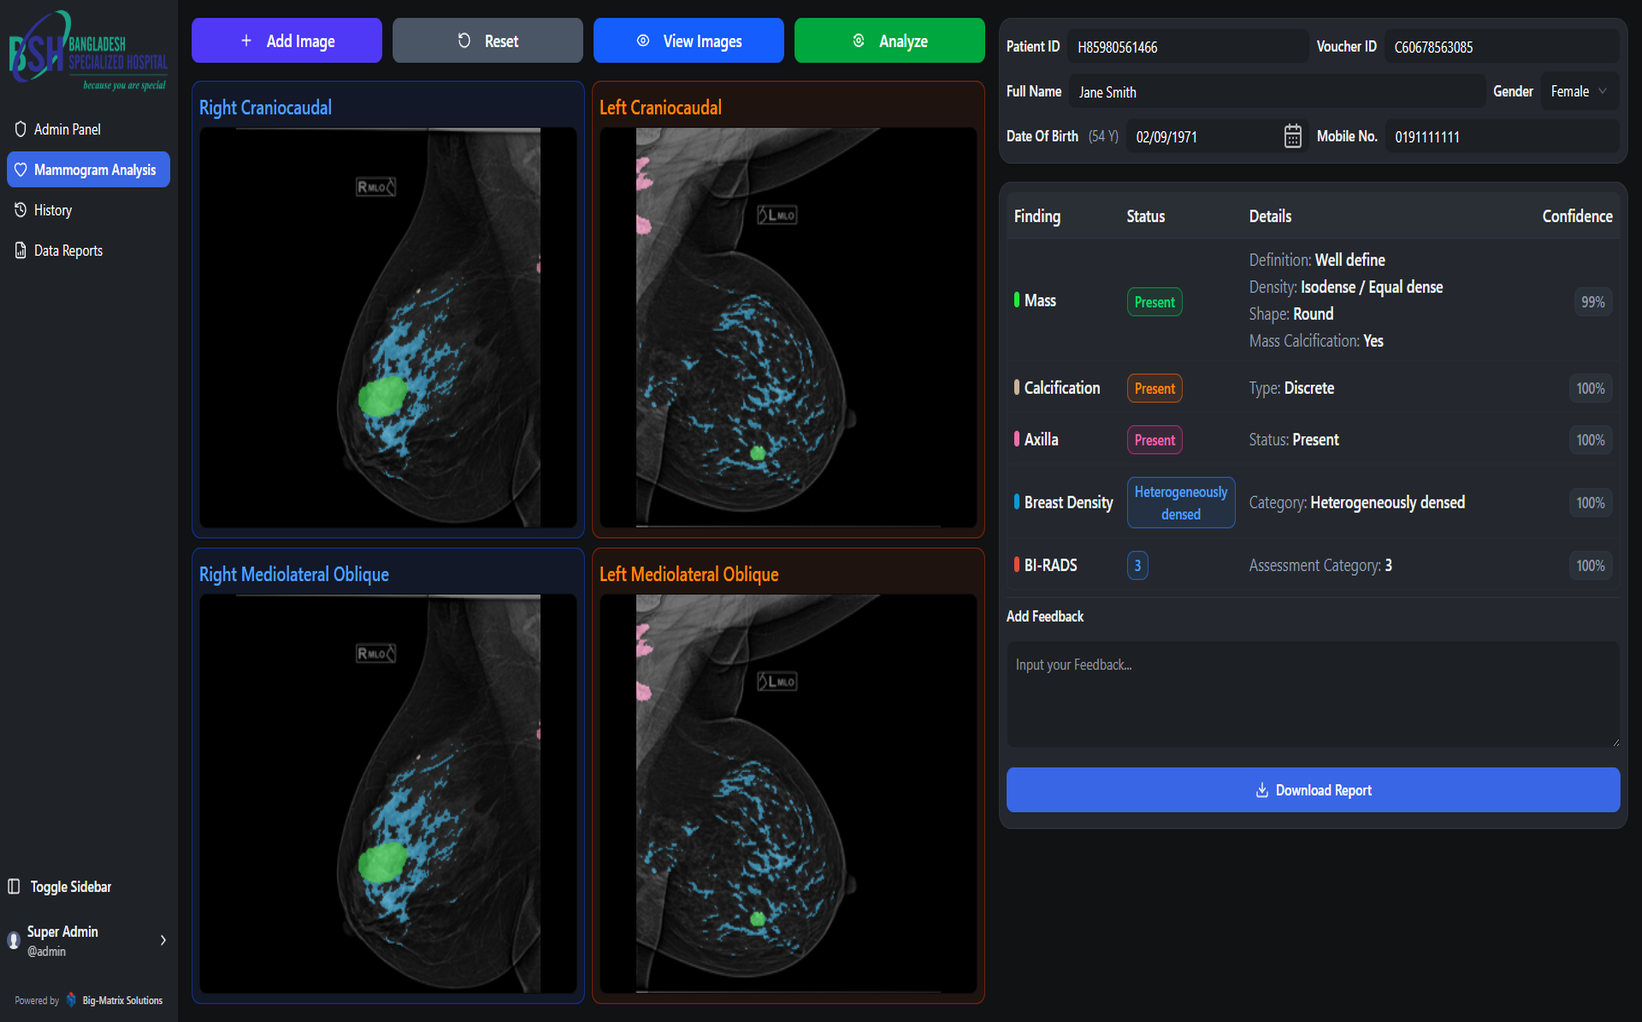 BSH BANGLADESH
SPECIALIZED HOSPITAL
because you are special
Admin Panel
Mammogram Analysis
History
Data Reports
Toggle Sidebar
Super Admin
@admin
Powered by Big-Matrix Solutions
+ Add Image
Reset
View Images
Analyze
Right Craniocaudal
R MLO
Left Craniocaudal
L MLO
Right Mediolateral Oblique
R MLO
Left Mediolateral Oblique
L MLO
Patient ID H85980561466 Voucher ID C60678563085
Full Name Jane Smith Gender Female
Date Of Birth (54 Y) 02/09/1971 Mobile No. 0191111111
Finding Status Details Confidence
Mass Present
Definition: Well define
Density: Isodense / Equal dense
Shape: Round
Mass Calcification: Yes
99%
Calcification Present Type: Discrete 100%
Axilla Present Status: Present 100%
Breast Density Heterogeneously
densed
Category: Heterogeneously densed 100%
BI-RADS 3 Assessment Category: 3 100%
Add Feedback
Input your Feedback...
Download Report